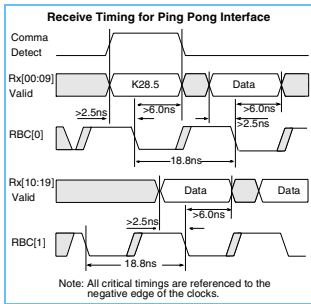 Receive Timing for Ping Pong Interface
Comma
Detect
Rx[00:09]
Valid
K28.5
Data
>2.5ns
>6.0ns
>6.0ns
>2.5ns
RBC[0]
18.8ns
Rx[10:19]
Valid
Data
Data
>2.5ns
>6.0ns
RBC[1]
18.8ns
Note: All critical timings are referenced to the
negative edge of the clocks.